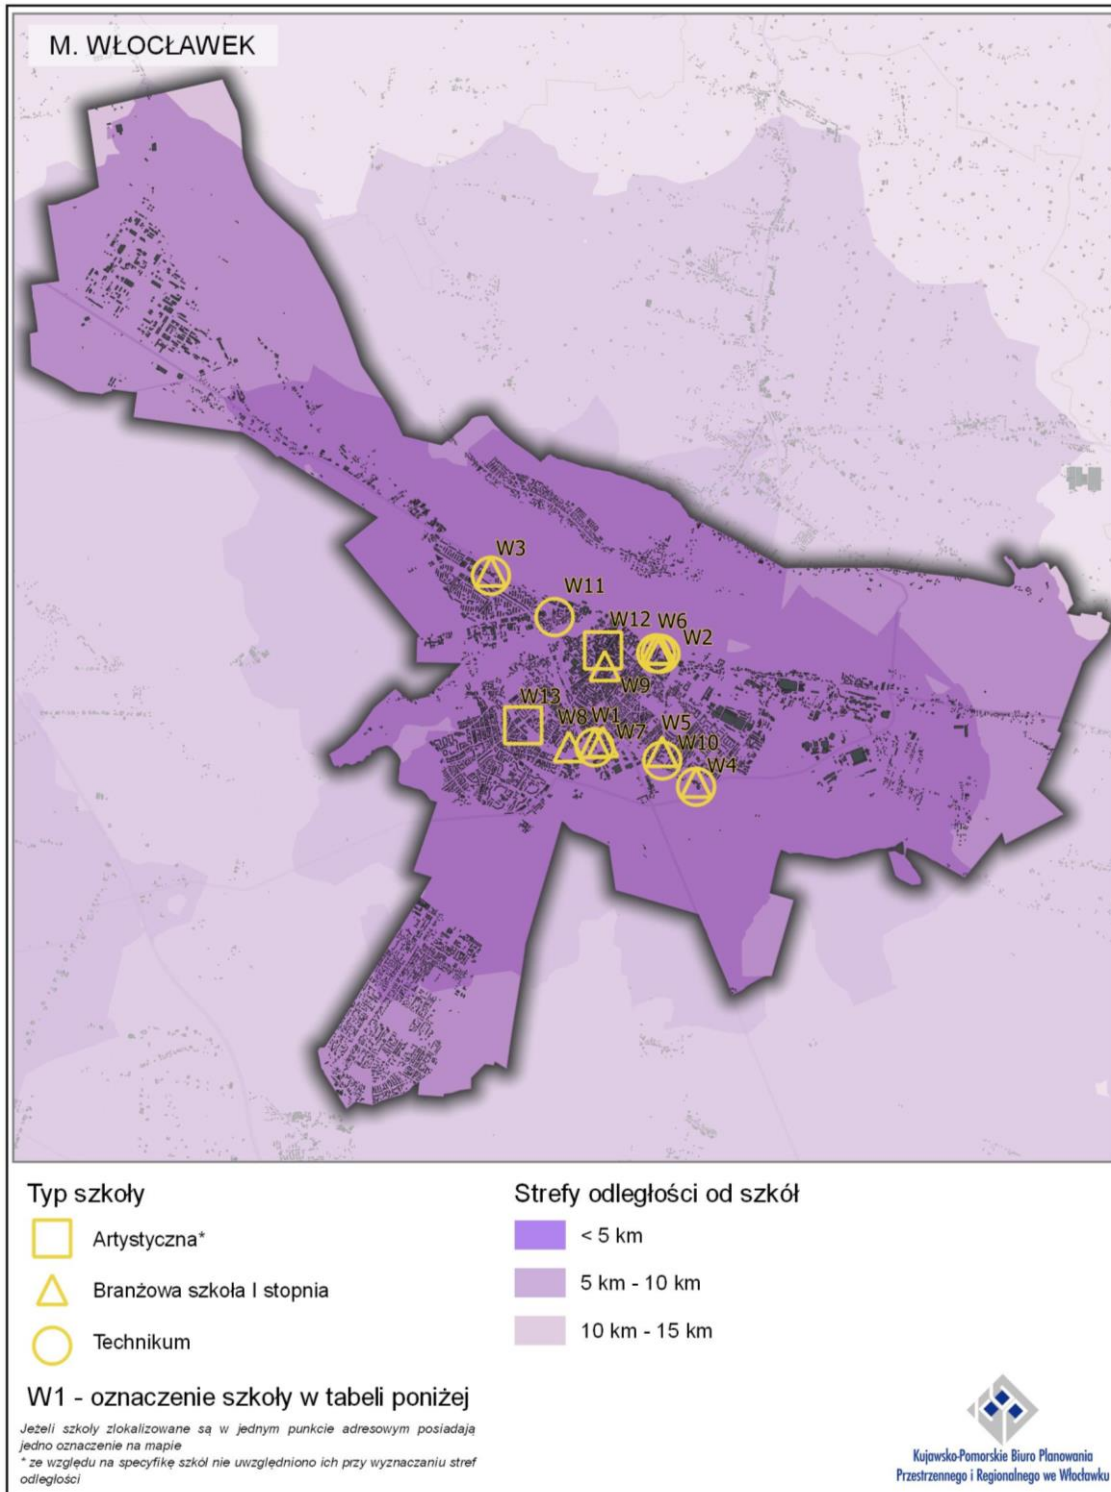 M. WŁOCŁAWEK
W3
W11
W12
W6
W2
W9
W13
W8
W1
W7
W5
W10
W4
Typ szkoły
Artystyczna*
Branżowa szkoła I stopnia
Technikum
W1 - oznaczenie szkoły w tabeli poniżej
Jeżeli szkoły zlokalizowane są w jednym punkcie adresowym posiadają
jedno oznaczenie na mapie
* ze względu na specyfikę szkół nie uwzględniono ich przy wyznaczaniu stref
odległości
Strefy odległości od szkół
< 5 km
5 km - 10 km
10 km - 15 km
Kujawsko-Pomorskie Biuro Planowania
Przestrzennego i Regionalnego we Włocławku